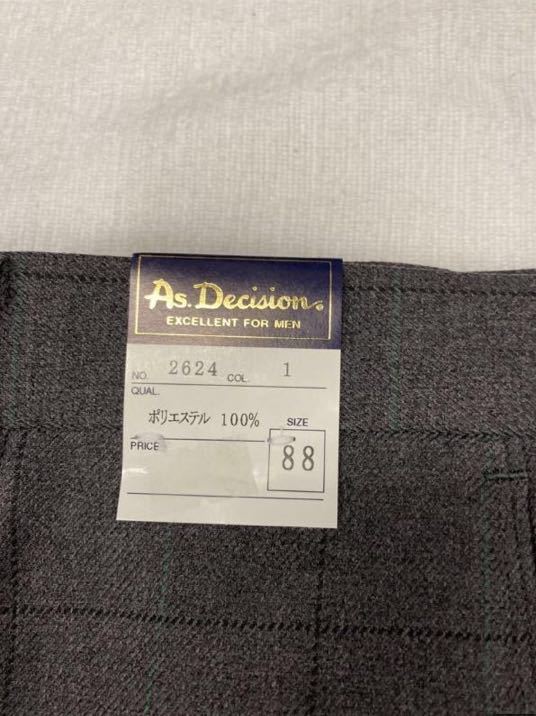 As. Decision.
EXCELLENT FOR MEN
NO. 2624 COL. 1
QUAL.
ポリエステル 100%
SIZE
PRICE
88